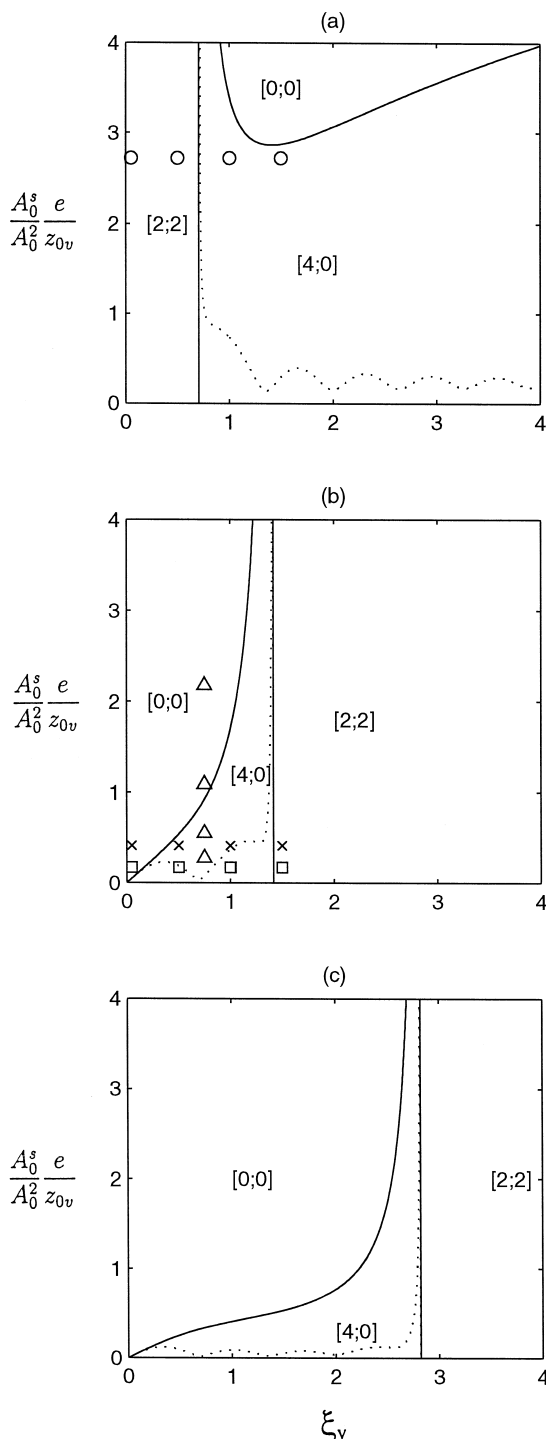 (a)
4
3
2
1
0
0 1 2 3 4
[0;0]
[2;2]
[4;0]
A_0^s e
A_0^2 z_{0v}
(b)
4
3
2
1
0
0 1 2 3 4
[0;0]
[4;0]
[2;2]
A_0^s e
A_0^2 z_{0v}
(c)
4
3
2
1
0
0 1 2 3 4
[0;0]
[4;0]
[2;2]
A_0^s e
A_0^2 z_{0v}
ξ_v